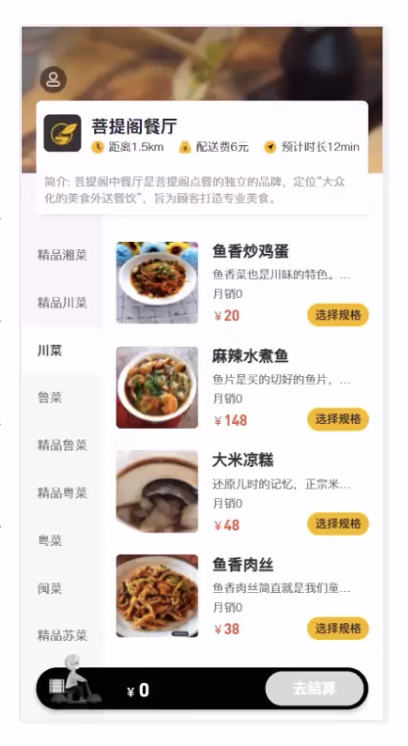 菩提阁餐厅
距离1.5km 配送费6元 预计时长12min
简介: 菩提阁中餐厅是菩提阁点餐的独立的品牌，定位“大众
化的美食外送餐饮”，旨为顾客打造专业美食。
精品湘菜
精品川菜
川菜
鲁菜
精品鲁菜
精品粤菜
粤菜
闽菜
精品苏菜
鱼香炒鸡蛋
鱼香菜也是川味的特色。...
月销0
￥20
选择规格
麻辣水煮鱼
鱼片是买的切好的鱼片，...
月销0
￥148
选择规格
大米凉糕
还原儿时的记忆，正宗米...
月销0
￥48
选择规格
鱼香肉丝
鱼香肉丝简直就是我们童...
月销0
￥38
选择规格
￥0
去结算